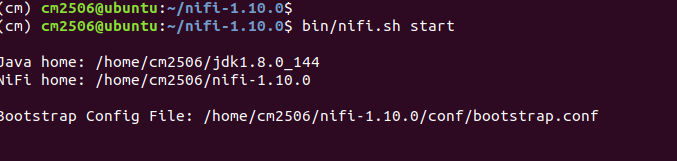 (cm) cm2506@ubuntu:~/nifi-1.10.0$
(cm) cm2506@ubuntu:~/nifi-1.10.0$ bin/nifi.sh start
Java home: /home/cm2506/jdk1.8.0_144
NiFi home: /home/cm2506/nifi-1.10.0
Bootstrap Config File: /home/cm2506/nifi-1.10.0/conf/bootstrap.conf